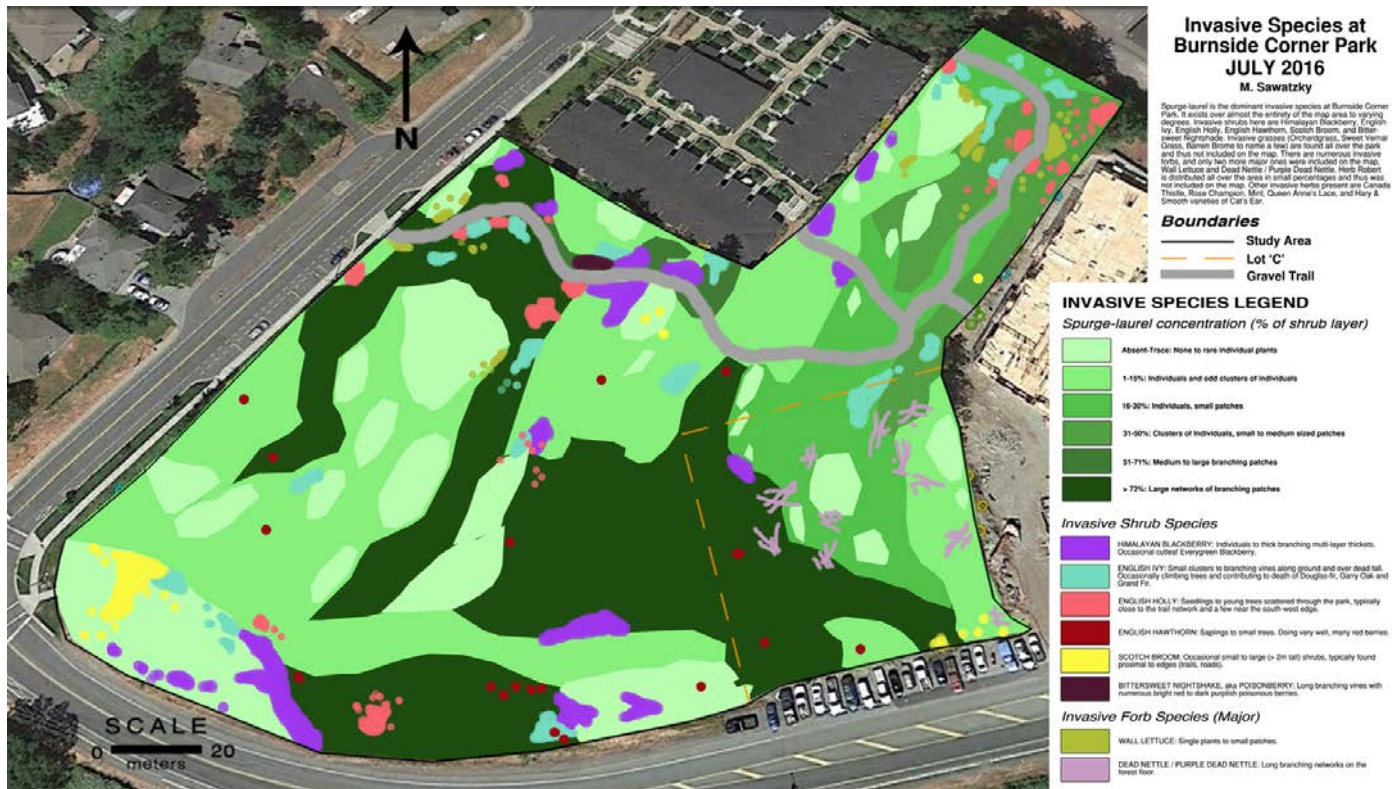 Invasive Species at
Burnside Corner Park
JULY 2016
M. Sawatzky
Spurge-laurel is the dominant invasive species at Burnside Corner
Park. It exists over almost the entirety of the map area to varying
degrees. Invasive shrubs here are Himalayan Blackberry, English
Ivy, English Holly, English Hawthorn, Scotch Broom, and Bitter-
sweet Nightshade. Invasive grasses (Orchardgrass, Sweet Vernal
Grass, Barren Brome to name a few) are found all over the park
and thus not included on the map. There are numerous invasive
forbs, and only two more major ones were included on the map,
Wall Lettuce and Dead Nettle / Purple Dead Nettle. Herb Robert
is distributed all over the area in small percentages and thus was
not included on the map. Other invasive herbs present are Canada
Thistle, Rose Champion, Mint, Queen Anne's Lace, and Hary &
Smooth varieties of Cat's Ear.
Boundaries
Study Area
Lot 'C'
Gravel Trail
INVASIVE SPECIES LEGEND
Spurge-laurel concentration (% of shrub layer)
Absent-Trace: None to rare individual plants
1-15%: Individuals and odd clusters of individuals
16-30%: Individuals, small patches
31-50%: Clusters of Individuals, small to medium sized patches
51-71%: Medium to large branching patches
> 72%: Large networks of branching patches
Invasive Shrub Species
HIMALAYAN BLACKBERRY: Individuals to thick branching multi-layer thickets.
Occasional cutleaf Evergreen Blackberry.
ENGLISH IVY: Small clusters to branching vines along ground and over dead fall.
Occasionally climbing trees and contributing to death of Douglas-fir, Garry Oak and
Grand Fir.
ENGLISH HOLLY: Seedlings to young trees scattered through the park, typically
close to the trail network and a few near the south-west edge.
ENGLISH HAWTHORN: Saplings to small trees. Doing very well, many red berries.
SCOTCH BROOM: Occasional small to large (> 2m tall) shrubs, typically found
proximal to edges (trails, roads).
BITTERSWEET NIGHTSHAKE, aka POISONBERRY: Long branching vines with
numerous bright red to dark purplish poisonous berries.
Invasive Forb Species (Major)
WALL LETTUCE: Single plants to small patches.
DEAD NETTLE / PURPLE DEAD NETTLE: Long branching networks on the
forest floor.
N
SCALE
0 20
meters